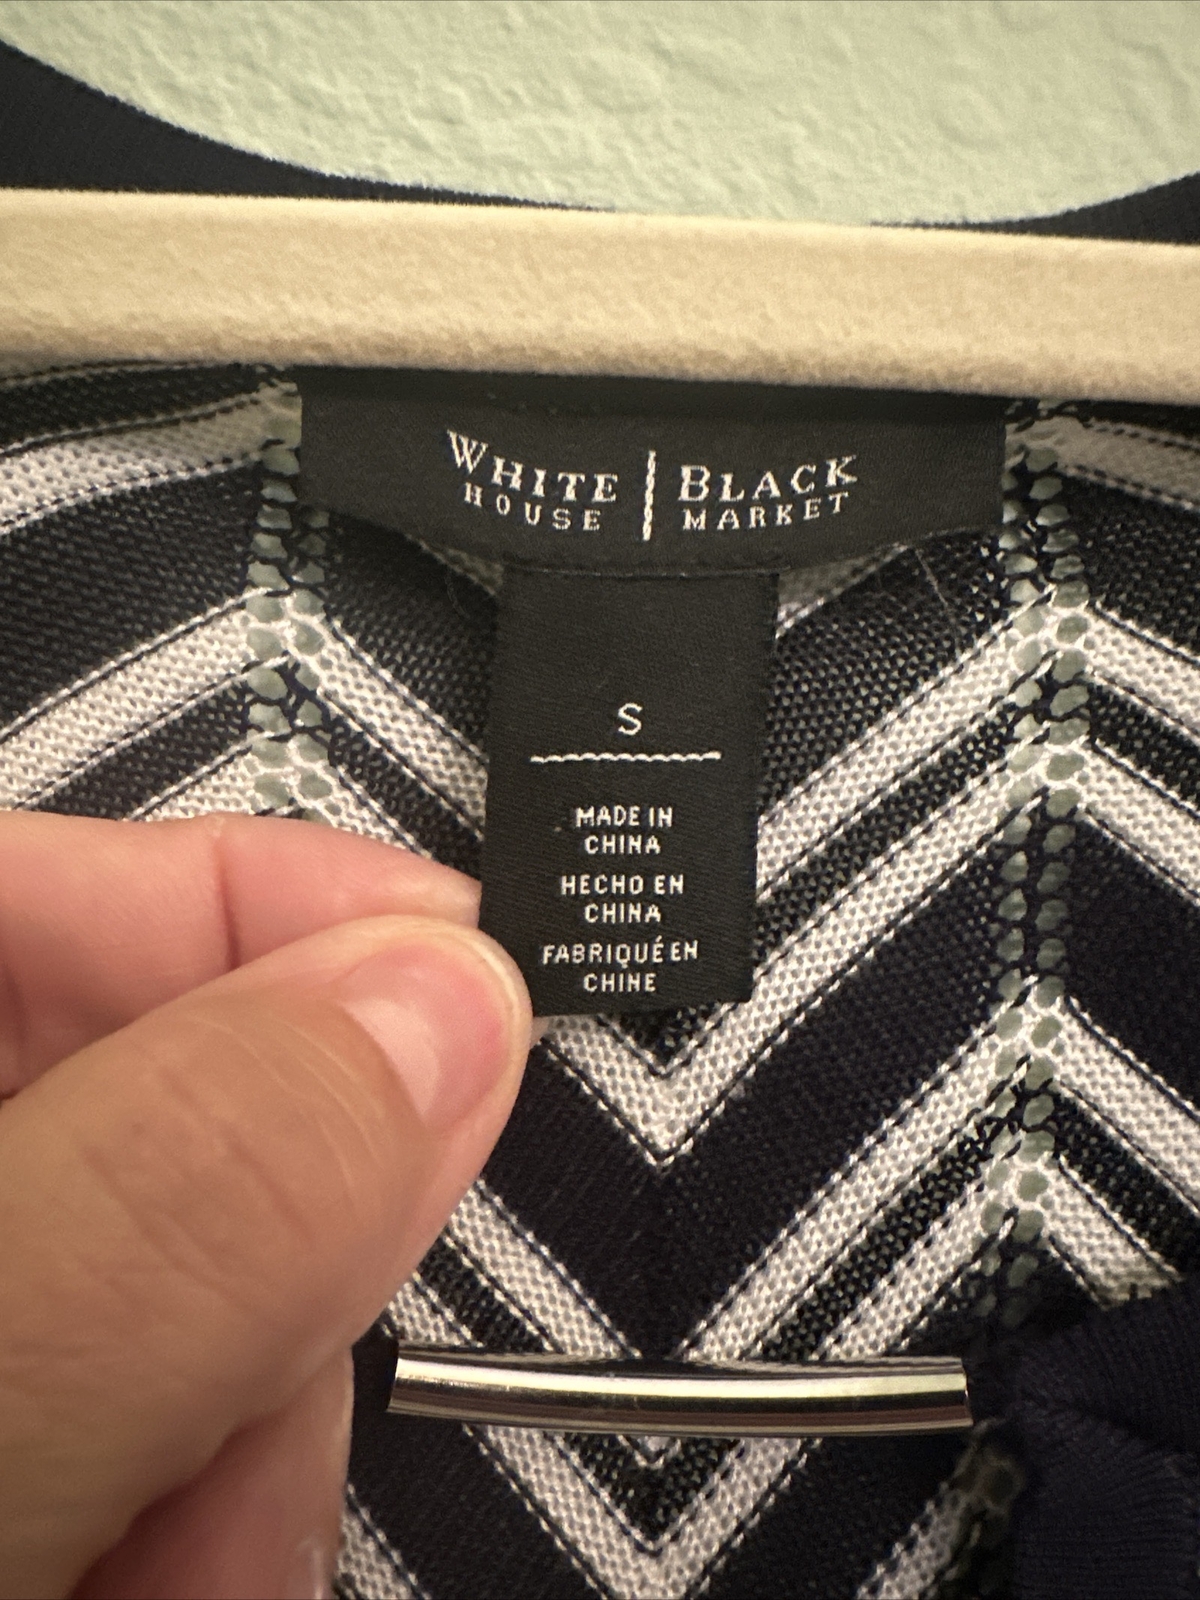 WHITE | BLACK
HOUSE | MARKET
S
MADE IN
CHINA
HECHO EN
CHINA
FABRIQUÉ EN
CHINE